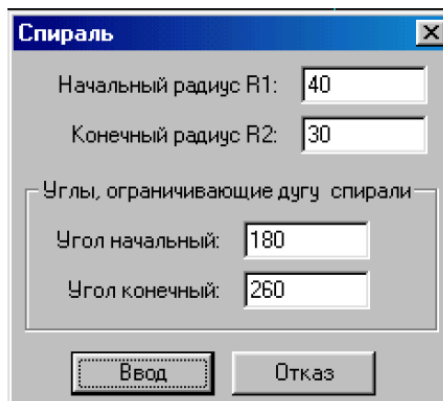 Спираль
Начальный радиус R1: 40
Конечный радиус R2: 30
Углы, ограничивающие дугу спирали
Угол начальный: 180
Угол конечный: 260
Ввод Отказ